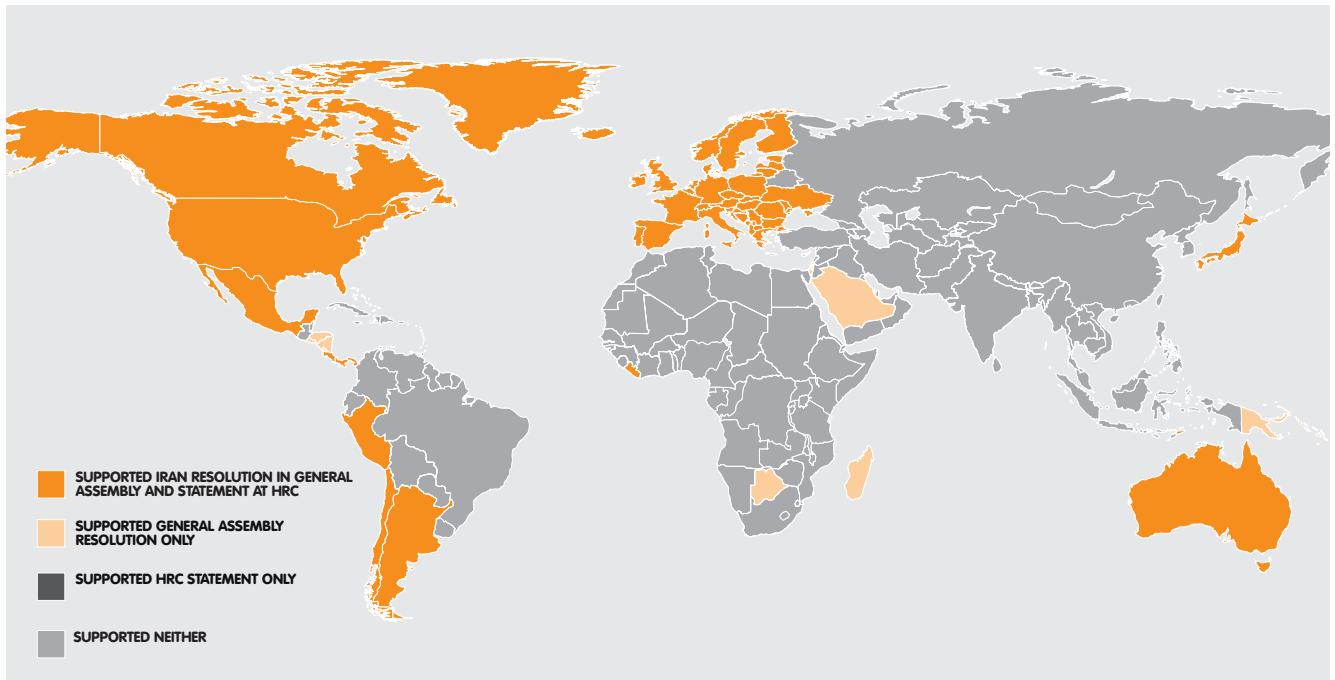 SUPPORTED IRAN RESOLUTION IN GENERAL
ASSEMBLY AND STATEMENT AT HRC
SUPPORTED GENERAL ASSEMBLY
RESOLUTION ONLY
SUPPORTED HRC STATEMENT ONLY
SUPPORTED NEITHER